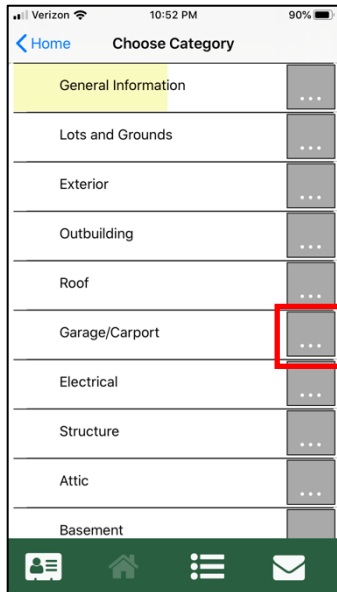 Verizon 10:52 PM 90%
Home Choose Category
General Information
...
Lots and Grounds
...
Exterior
...
Outbuilding
...
Roof
...
Garage/Carport
...
Electrical
...
Structure
...
Attic
...
Basement